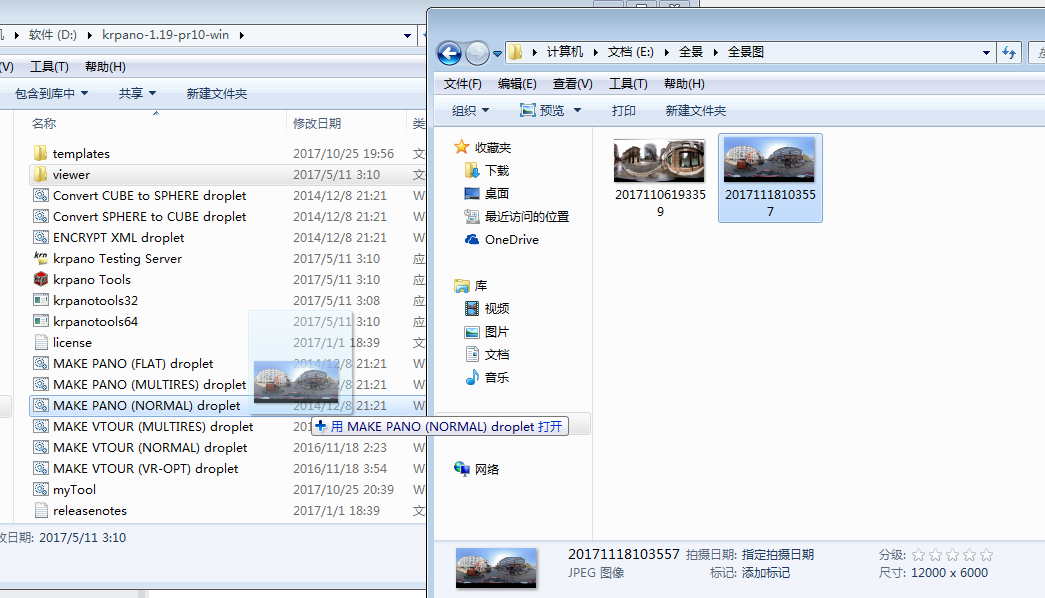 软件 (D:) krpano-1.19-pr10-win
(V) 工具(T) 帮助(H)
包含到库中 共享 新建文件夹
名称 修改日期 类
templates 2017/10/25 19:56 文
viewer 2017/5/11 3:10 文
Convert CUBE to SPHERE droplet 2014/12/8 21:21 W
Convert SPHERE to CUBE droplet 2014/12/8 21:21 W
ENCRYPT XML droplet 2014/12/8 21:21 W
krpano Testing Server 2017/5/11 3:10 应
krpano Tools 2017/5/11 3:10 应
krpanotools32 2017/5/11 3:08 应
krpanotools64 2017/5/11 3:10 应
license 2017/1/1 18:39 文
MAKE PANO (FLAT) droplet 2014/12/8 21:21 W
MAKE PANO (MULTIRES) droplet 21:21 W
MAKE PANO (NORMAL) droplet 2014/12/8 21:21 W
用 MAKE PANO (NORMAL) droplet 打开
MAKE VTOUR (MULTIRES) droplet 201
MAKE VTOUR (NORMAL) droplet 2016/11/18 2:23 W
MAKE VTOUR (VR-OPT) droplet 2016/11/18 3:54 W
myTool 2017/10/25 20:39 W
releasenotes 2017/1/1 18:39 文
改日期: 2017/5/11 3:10
计算机 文档 (E:) 全景 全景图
文件(F) 编辑(E) 查看(V) 工具(T) 帮助(H)
组织 预览 打印 新建文件夹
收藏夹
下载
桌面
最近访问的位置
OneDrive
库
视频
图片
文档
音乐
网络
2017110619335
9
2017111810355
7
20171118103557 拍摄日期: 指定拍摄日期 分级:
JPEG 图像 标记: 添加标记 尺寸: 12000 x 6000